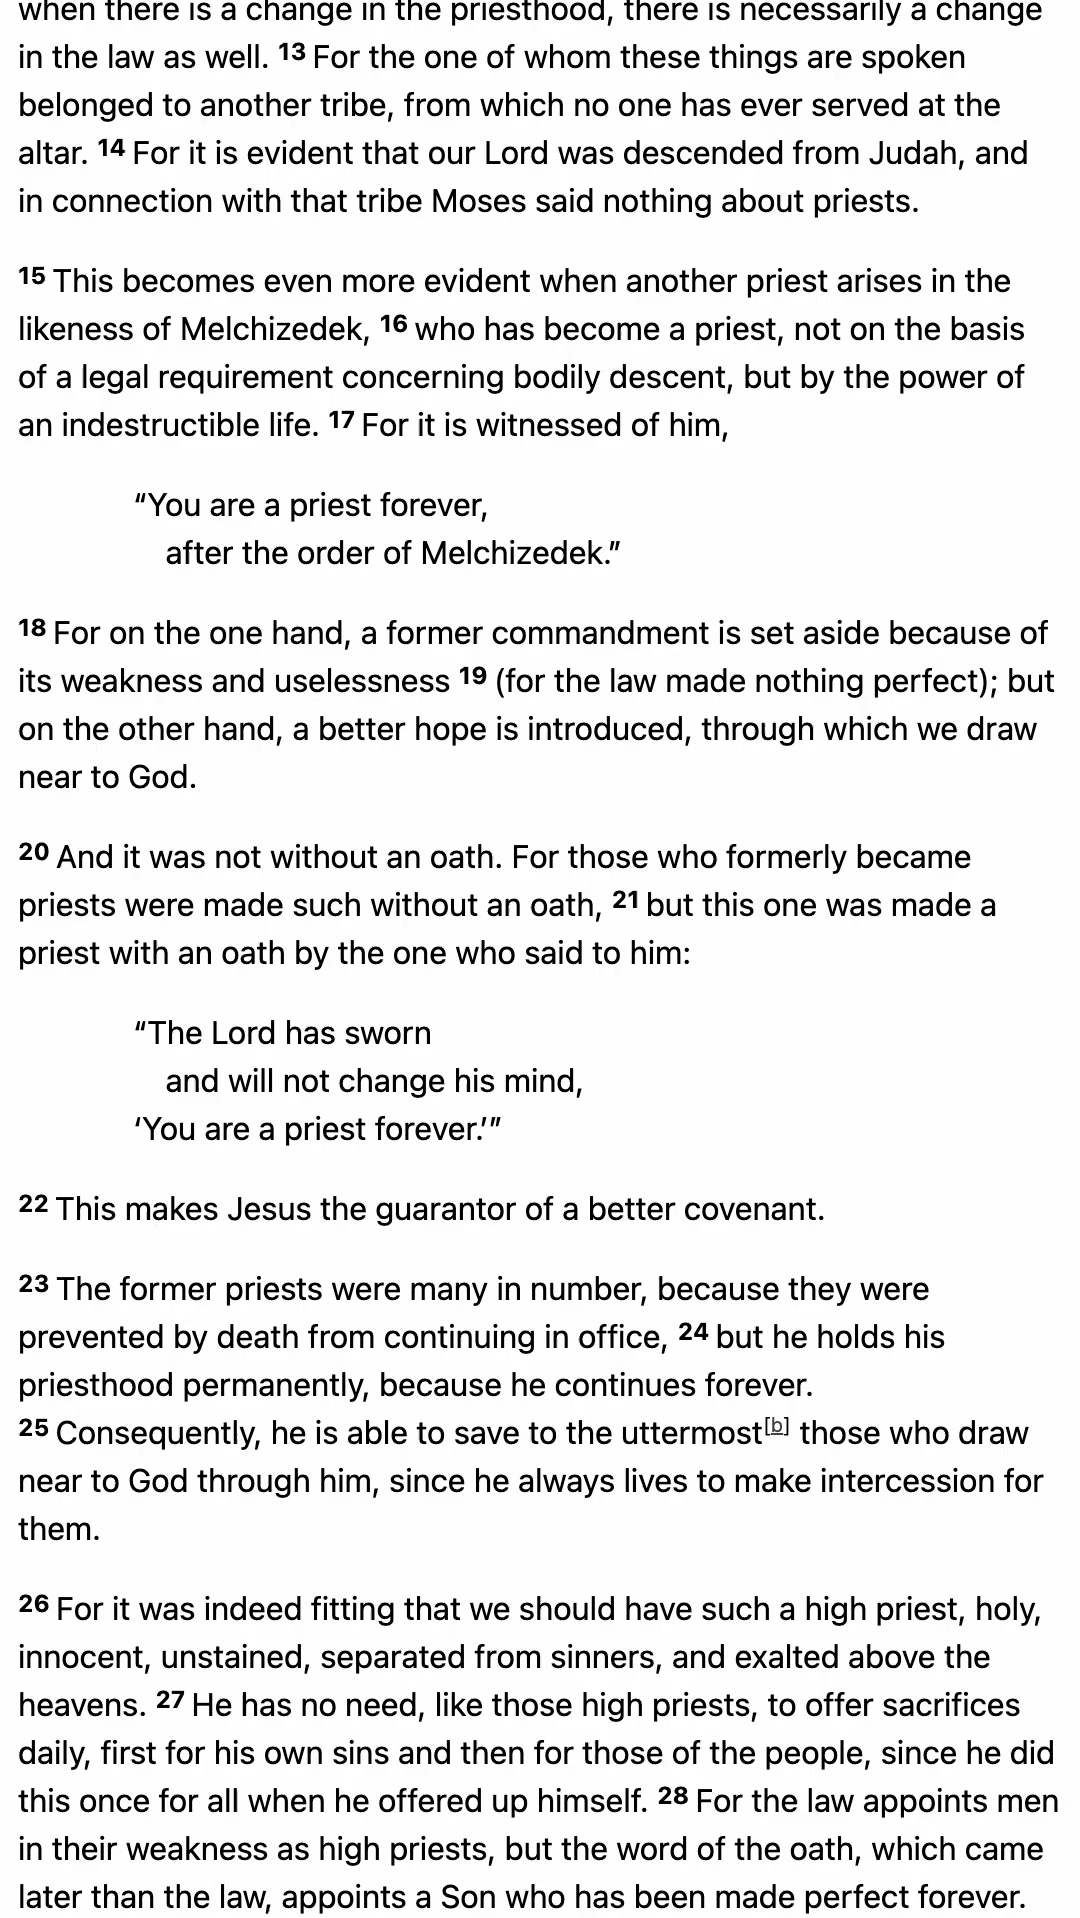 when there is a change in the priesthood, there is necessarily a change
in the law as well. 13 For the one of whom these things are spoken
belonged to another tribe, from which no one has ever served at the
altar. 14 For it is evident that our Lord was descended from Judah, and
in connection with that tribe Moses said nothing about priests.
15 This becomes even more evident when another priest arises in the
likeness of Melchizedek, 16 who has become a priest, not on the basis
of a legal requirement concerning bodily descent, but by the power of
an indestructible life. 17 For it is witnessed of him,
“You are a priest forever,
after the order of Melchizedek.”
18 For on the one hand, a former commandment is set aside because of
its weakness and uselessness 19 (for the law made nothing perfect); but
on the other hand, a better hope is introduced, through which we draw
near to God.
20 And it was not without an oath. For those who formerly became
priests were made such without an oath, 21 but this one was made a
priest with an oath by the one who said to him:
“The Lord has sworn
and will not change his mind,
‘You are a priest forever.’”
22 This makes Jesus the guarantor of a better covenant.
23 The former priests were many in number, because they were
prevented by death from continuing in office, 24 but he holds his
priesthood permanently, because he continues forever.
25 Consequently, he is able to save to the uttermost[b] those who draw
near to God through him, since he always lives to make intercession for
them.
26 For it was indeed fitting that we should have such a high priest, holy,
innocent, unstained, separated from sinners, and exalted above the
heavens. 27 He has no need, like those high priests, to offer sacrifices
daily, first for his own sins and then for those of the people, since he did
this once for all when he offered up himself. 28 For the law appoints men
in their weakness as high priests, but the word of the oath, which came
later than the law, appoints a Son who has been made perfect forever.